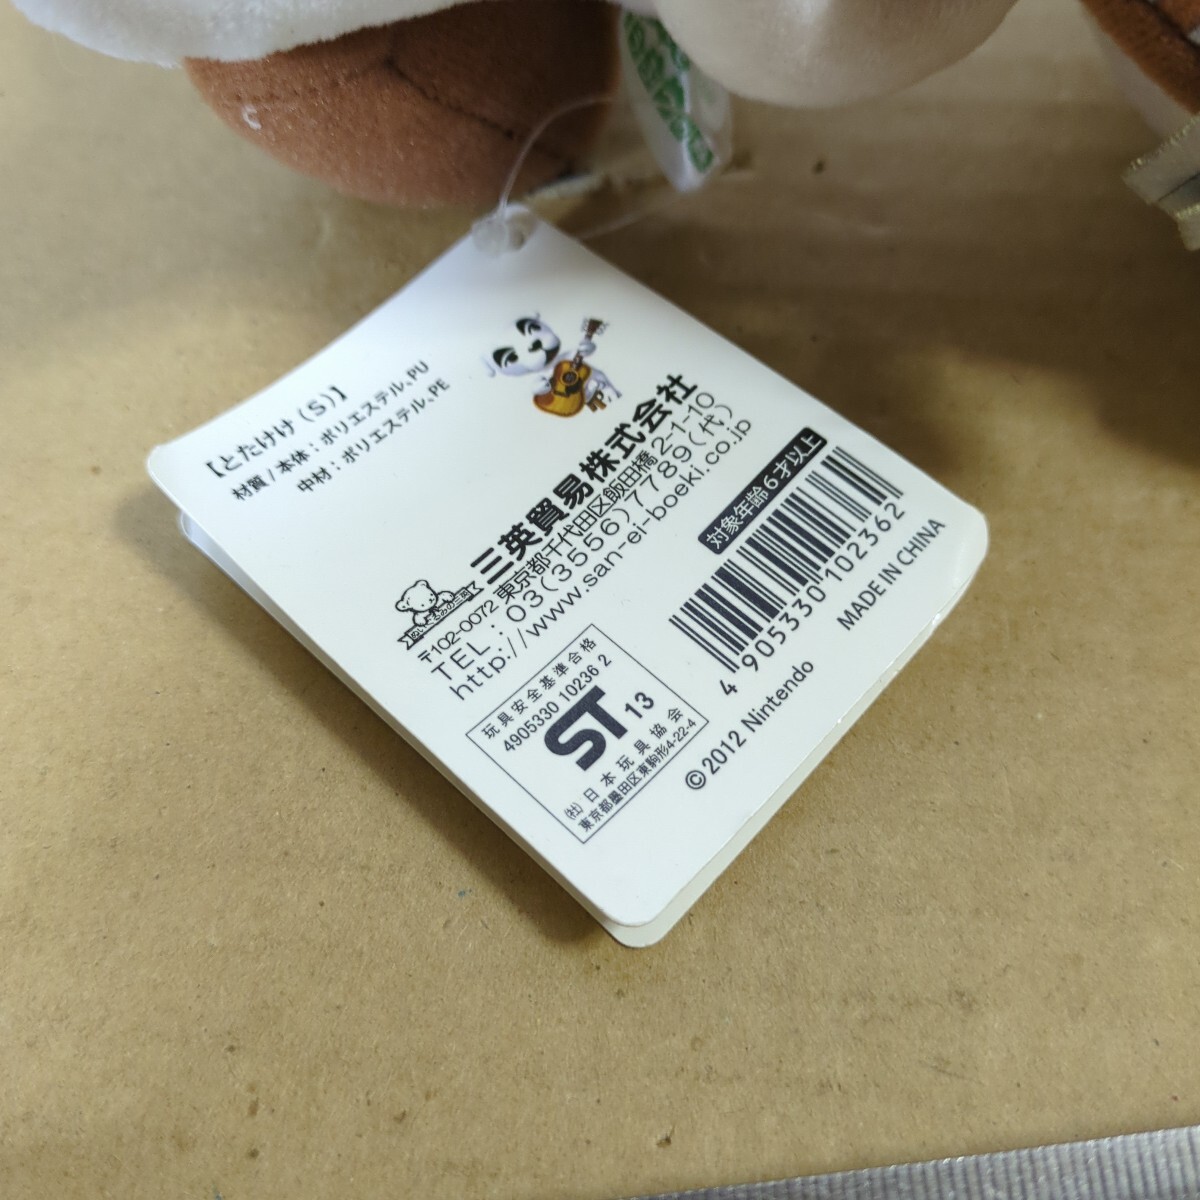 【とたけけ（S）】
材質/本体：ポリエステル、PU
中材：ポリエステル、PE
三英貿易株式会社
〒102-0072 東京都千代田区飯田橋2-1-10
TEL：03(3556)7789(代)
http://www.san-ei-boeki.co.jp
対象年齢6才以上
4 905330 102362
MADE IN CHINA
玩具安全基準合格
4905330 10236 2
ST 13
(社)日本玩具協会
東京都墨田区東駒形4-22-4
©2012 Nintendo